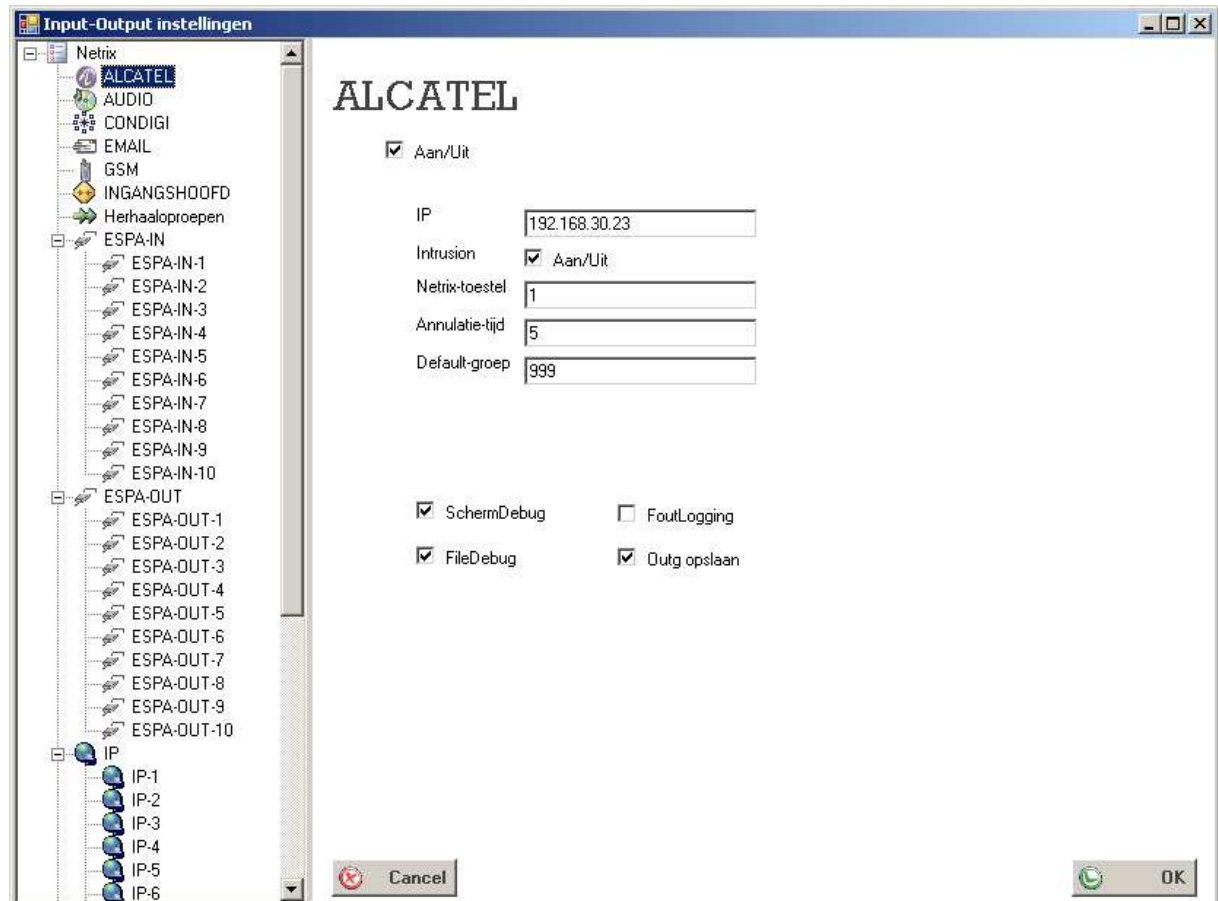 Input-Output instellingen
Netrix
ALCATEL
AUDIO
CONDIGI
EMAIL
GSM
INGANGSHOOFD
Herhaaloproepen
ESPA-IN
ESPA-IN-1
ESPA-IN-2
ESPA-IN-3
ESPA-IN-4
ESPA-IN-5
ESPA-IN-6
ESPA-IN-7
ESPA-IN-8
ESPA-IN-9
ESPA-IN-10
ESPA-OUT
ESPA-OUT-1
ESPA-OUT-2
ESPA-OUT-3
ESPA-OUT-4
ESPA-OUT-5
ESPA-OUT-6
ESPA-OUT-7
ESPA-OUT-8
ESPA-OUT-9
ESPA-OUT-10
IP
IP-1
IP-2
IP-3
IP-4
IP-5
IP-6
ALCATEL
Aan/Uit
IP 192.168.30.23
Intrusion Aan/Uit
Netrix-toestel 1
Annulatie-tijd 5
Default-groep 999
SchermDebug FoutLogging
FileDebug Outg opslaan
Cancel OK